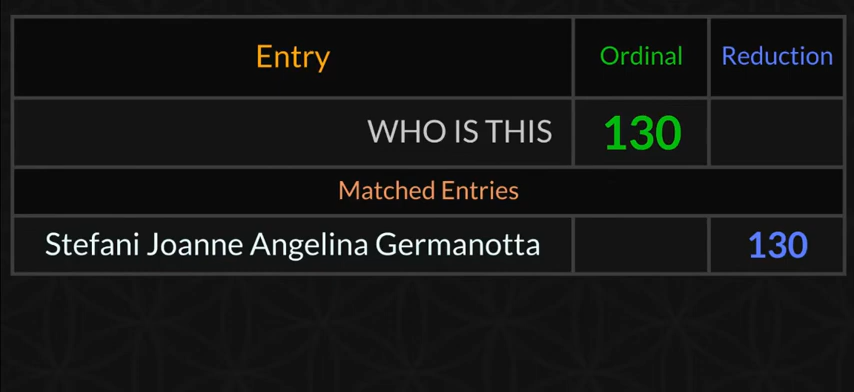 Entry Ordinal Reduction
WHO IS THIS 130
Matched Entries
Stefani Joanne Angelina Germanotta 130